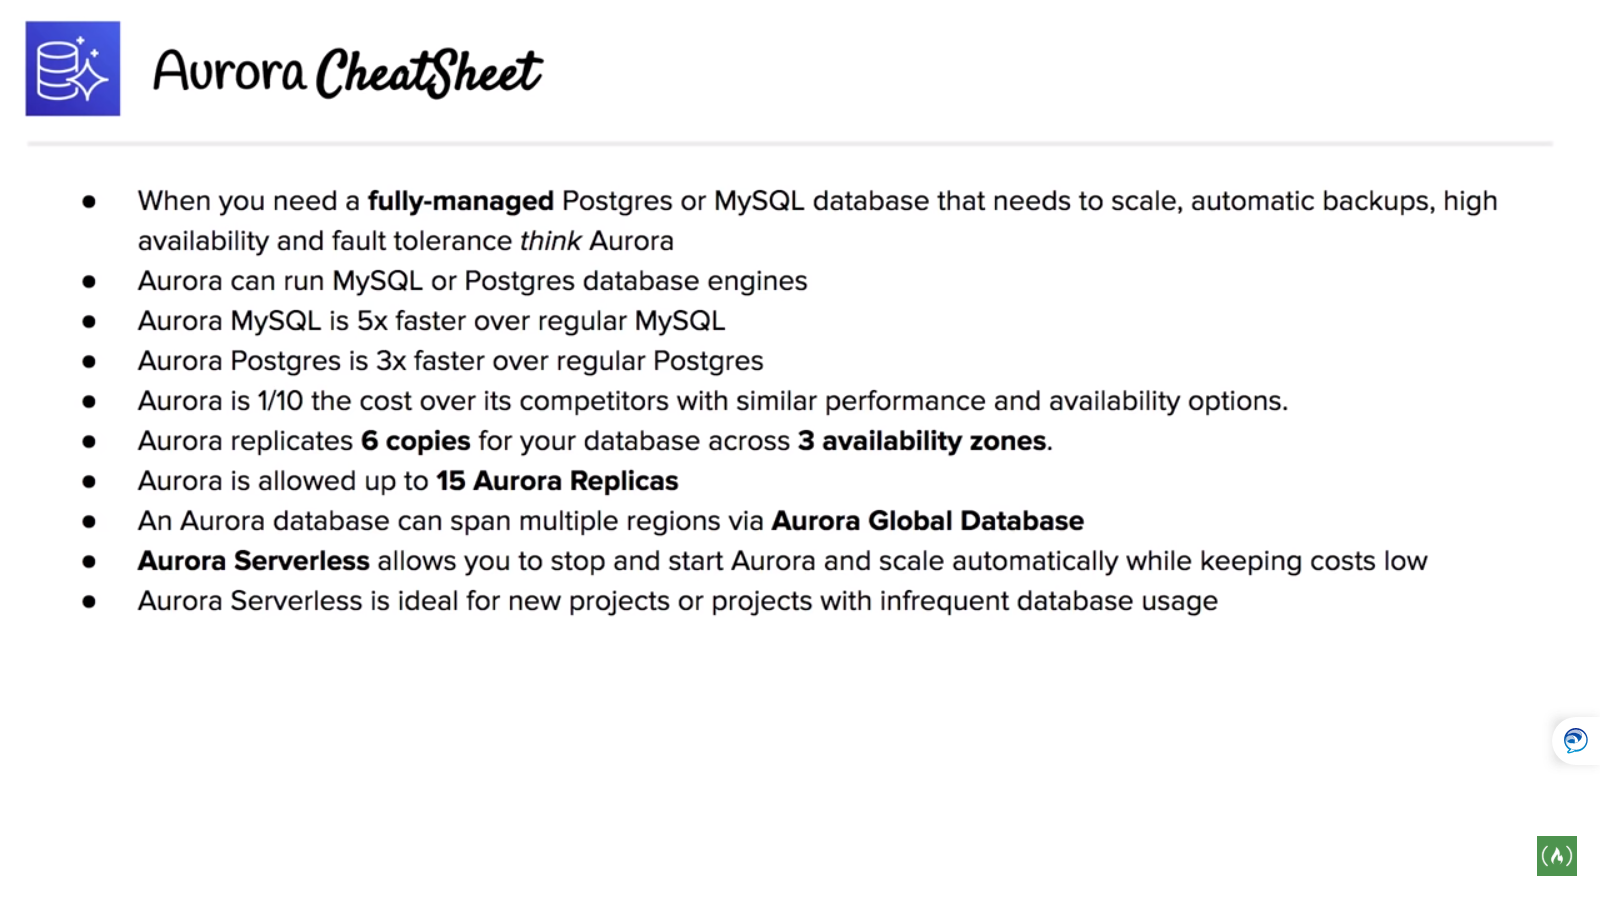 Aurora CheatSheet
● When you need a fully-managed Postgres or MySQL database that needs to scale, automatic backups, high
availability and fault tolerance think Aurora
● Aurora can run MySQL or Postgres database engines
● Aurora MySQL is 5x faster over regular MySQL
● Aurora Postgres is 3x faster over regular Postgres
● Aurora is 1/10 the cost over its competitors with similar performance and availability options.
● Aurora replicates 6 copies for your database across 3 availability zones.
● Aurora is allowed up to 15 Aurora Replicas
● An Aurora database can span multiple regions via Aurora Global Database
● Aurora Serverless allows you to stop and start Aurora and scale automatically while keeping costs low
● Aurora Serverless is ideal for new projects or projects with infrequent database usage